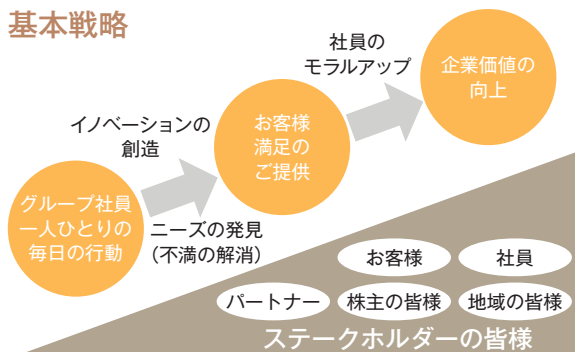 基本戦略
社員の
モラルアップ
企業価値の
向上
イノベーションの
創造
お客様
満足の
ご提供
グループ社員
一人ひとりの
毎日の行動
ニーズの発見
（不満の解消）
お客様
社員
パートナー
株主の皆様
地域の皆様
ステークホルダーの皆様